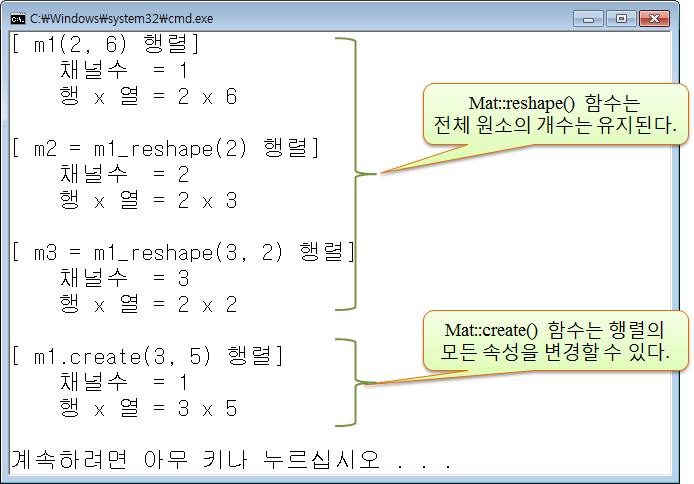 C:\Windows\system32\cmd.exe
[ m1(2, 6) 행렬]
채널수 = 1
행 x 열 = 2 x 6
[ m2 = m1_reshape(2) 행렬]
채널수 = 2
행 x 열 = 2 x 3
[ m3 = m1_reshape(3, 2) 행렬]
채널수 = 3
행 x 열 = 2 x 2
Mat::reshape() 함수는
전체 원소의 개수는 유지된다.
[ m1.create(3, 5) 행렬]
채널수 = 1
행 x 열 = 3 x 5
Mat::create() 함수는 행렬의
모든 속성을 변경할 수 있다.
계속하려면 아무 키나 누르십시오 . . .